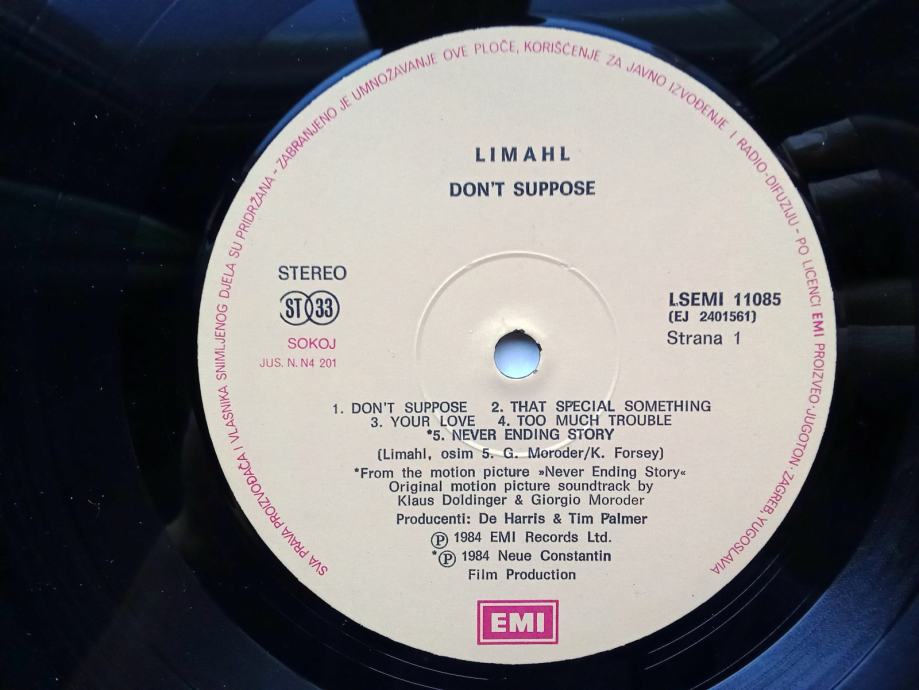 SVA PRAVA PROIZVOĐAČA I VLASNIKA SNIMLJENOG DJELA SU PRIDRŽANA - ZABRANJENO JE UMNOŽAVANJE OVE PLOČE, KORIŠĆENJE ZA JAVNO IZVOĐENJE I RADIO-DIFUZIJU - PO LICENCI EMI PROIZVEO: JUGOTON - ZAGREB, YUGOSLAVIA
LIMAHL
DON'T SUPPOSE
STEREO
ST 33
SOKOJ
JUS. N. N4 201
LSEMI 11085
(EJ 2401561)
Strana 1
1. DON'T SUPPOSE 2. THAT SPECIAL SOMETHING
3. YOUR LOVE 4. TOO MUCH TROUBLE
*5. NEVER ENDING STORY
(Limahl, osim 5. G. Moroder/K. Forsey)
*From the motion picture »Never Ending Story«
Original motion picture soundtrack by
Klaus Doldinger & Giorgio Moroder
Producenti: De Harris & Tim Palmer
Ⓟ 1984 EMI Records Ltd.
*Ⓟ 1984 Neue Constantin
Film Production
EMI